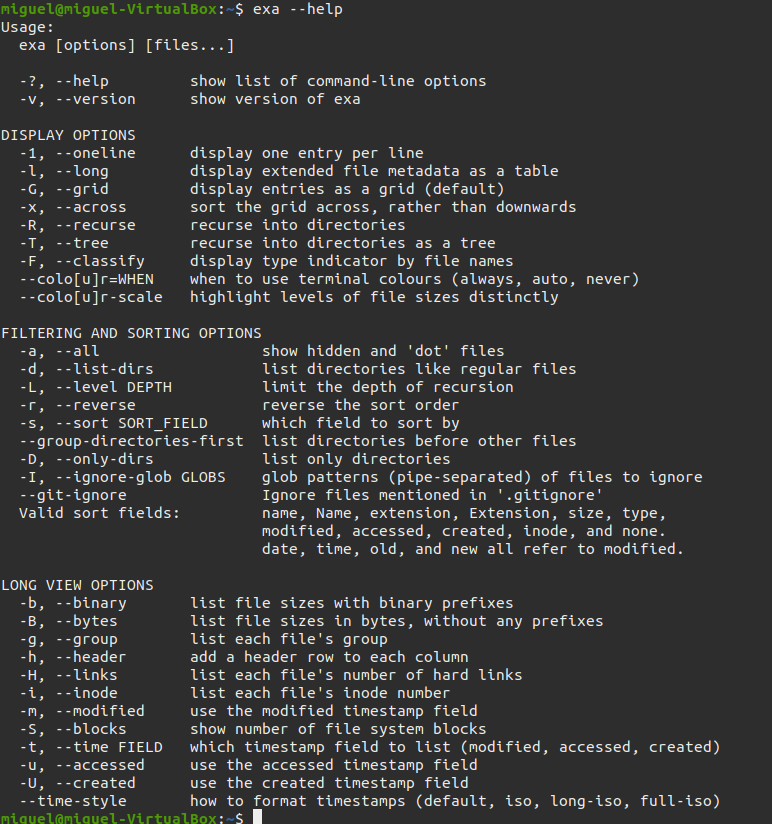 miguel@miguel-VirtualBox:~$ exa --help
Usage:
  exa [options] [files...]

  -?, --help         show list of command-line options
  -v, --version      show version of exa

DISPLAY OPTIONS
  -1, --oneline      display one entry per line
  -l, --long         display extended file metadata as a table
  -G, --grid         display entries as a grid (default)
  -x, --across       sort the grid across, rather than downwards
  -R, --recurse      recurse into directories
  -T, --tree         recurse into directories as a tree
  -F, --classify     display type indicator by file names
  --colo[u]r=WHEN    when to use terminal colours (always, auto, never)
  --colo[u]r-scale   highlight levels of file sizes distinctly

FILTERING AND SORTING OPTIONS
  -a, --all                  show hidden and 'dot' files
  -d, --list-dirs            list directories like regular files
  -L, --level DEPTH          limit the depth of recursion
  -r, --reverse              reverse the sort order
  -s, --sort SORT_FIELD      which field to sort by
  --group-directories-first  list directories before other files
  -D, --only-dirs            list only directories
  -I, --ignore-glob GLOBS    glob patterns (pipe-separated) of files to ignore
  --git-ignore               Ignore files mentioned in '.gitignore'
  Valid sort fields:         name, Name, extension, Extension, size, type,
                             modified, accessed, created, inode, and none.
                             date, time, old, and new all refer to modified.

LONG VIEW OPTIONS
  -b, --binary       list file sizes with binary prefixes
  -B, --bytes        list file sizes in bytes, without any prefixes
  -g, --group        list each file's group
  -h, --header       add a header row to each column
  -H, --links        list each file's number of hard links
  -i, --inode        list each file's inode number
  -m, --modified     use the modified timestamp field
  -S, --blocks       show number of file system blocks
  -t, --time FIELD   which timestamp field to list (modified, accessed, created)
  -u, --accessed     use the accessed timestamp field
  -U, --created      use the created timestamp field
  --time-style       how to format timestamps (default, iso, long-iso, full-iso)
miguel@miguel-VirtualBox:~$